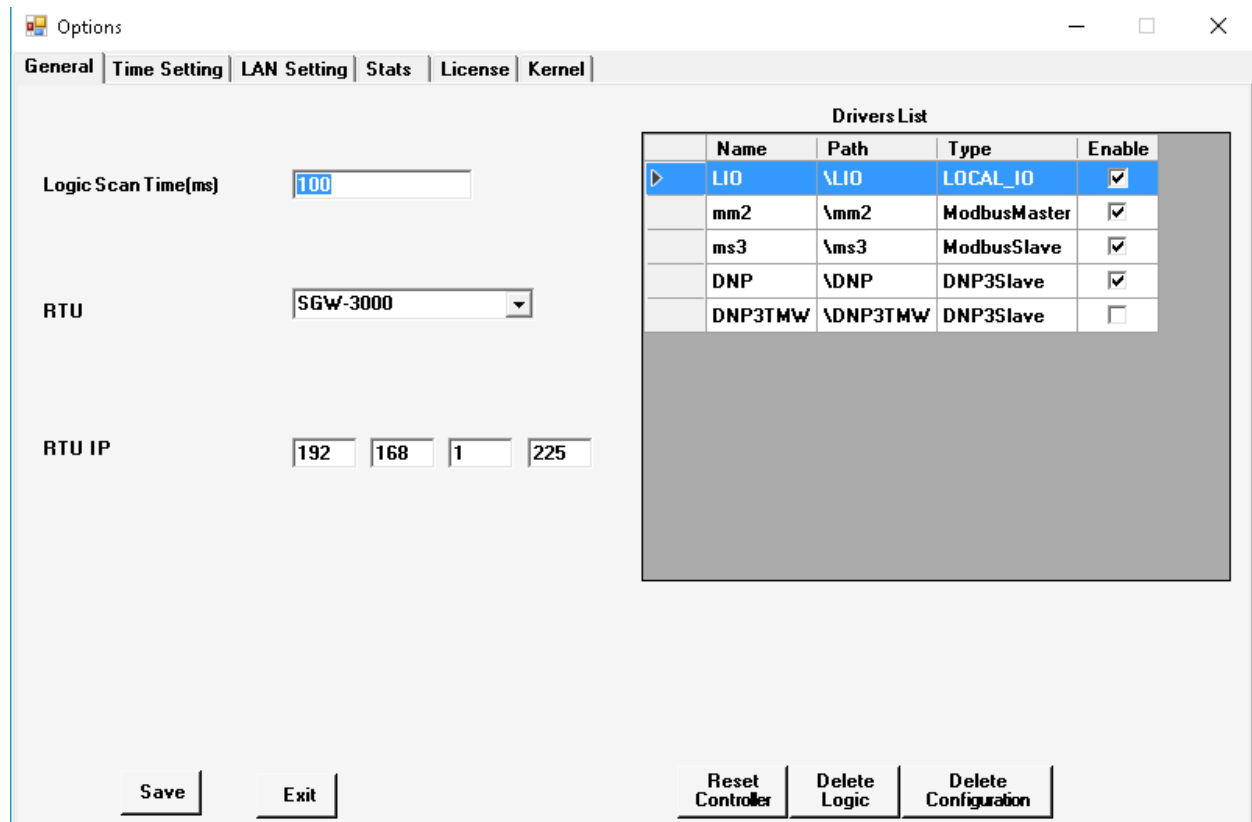 Options
General Time Setting LAN Setting Stats License Kernel
Drivers List
Name Path Type Enable
LIO \LIO LOCAL_IO
mm2 \mm2 ModbusMaster
ms3 \ms3 ModbusSlave
DNP \DNP DNP3Slave
DNP3TMW \DNP3TMW DNP3Slave
Logic Scan Time(ms) 100
RTU SGW-3000
RTU IP 192 168 1 225
Save Exit
Reset
Controller
Delete
Logic
Delete
Configuration